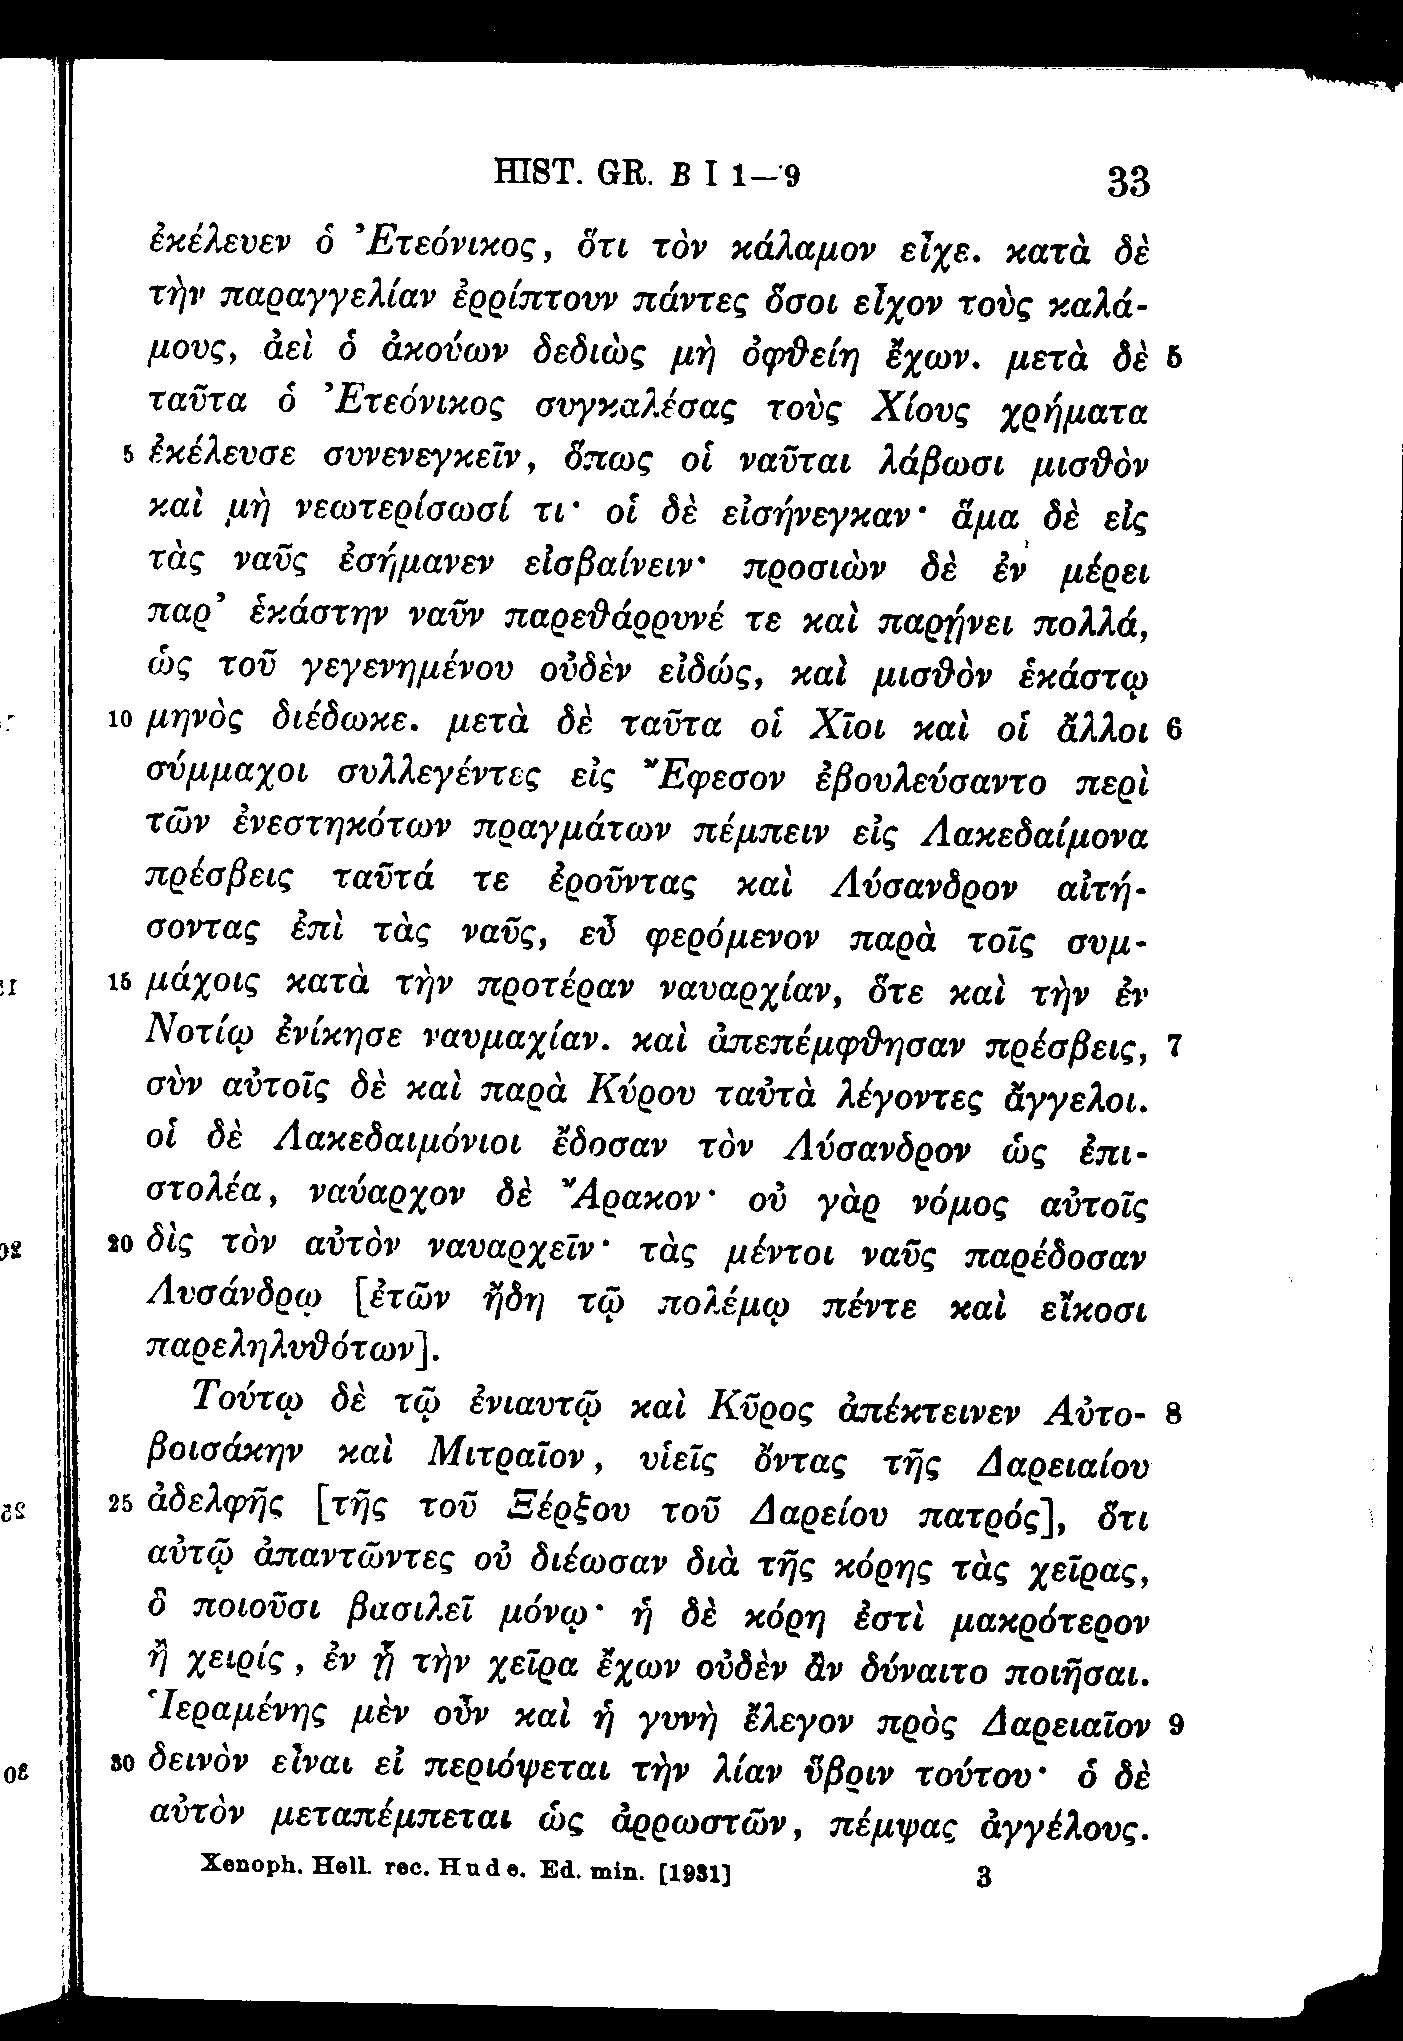 HIST. GR. B I 1—9 33
ἐκέλευεν ὁ Ἐτεόνικος, ὅτι τὸν κάλαμον εἶχε. κατὰ δὲ
τὴν παραγγελίαν ἐρρίπτουν πάντες ὅσοι εἶχον τοὺς καλά-
μους, ἀεὶ ὁ ἀκούων δεδιὼς μὴ ὀφθείη ἔχων. μετὰ δὲ 5
ταῦτα ὁ Ἐτεόνικος συγκαλέσας τοὺς Χίους χρήματα
5 ἐκέλευσε συνενεγκεῖν, ὅπως οἱ ναῦται λάβωσι μισθὸν
καὶ μὴ νεωτερίσωσί τι· οἱ δὲ εἰσήνεγκαν· ἅμα δὲ εἰς
τὰς ναῦς ἐσήμανεν εἰσβαίνειν· προσιὼν δὲ ἐν μέρει
παρ’ ἑκάστην ναῦν παρεθάρρυνέ τε καὶ παρῄνει πολλά,
ὡς τοῦ γεγενημένου οὐδὲν εἰδώς, καὶ μισθὸν ἑκάστῳ
10 μηνὸς διέδωκε. μετὰ δὲ ταῦτα οἱ Χῖοι καὶ οἱ ἄλλοι 6
σύμμαχοι συλλεγέντες εἰς Ἔφεσον ἐβουλεύσαντο περὶ
τῶν ἐνεστηκότων πραγμάτων πέμπειν εἰς Λακεδαίμονα
πρέσβεις ταῦτά τε ἐροῦντας καὶ Λύσανδρον αἰτή-
σοντας ἐπὶ τὰς ναῦς, εὖ φερόμενον παρὰ τοῖς συμ-
15 μάχοις κατὰ τὴν προτέραν ναυαρχίαν, ὅτε καὶ τὴν ἐν
Νοτίῳ ἐνίκησε ναυμαχίαν. καὶ ἀπεπέμφθησαν πρέσβεις, 7
σὺν αὐτοῖς δὲ καὶ παρὰ Κύρου ταὐτὰ λέγοντες ἄγγελοι.
οἱ δὲ Λακεδαιμόνιοι ἔδοσαν τὸν Λύσανδρον ὡς ἐπι-
στολέα, ναύαρχον δὲ Ἄρακον· οὐ γὰρ νόμος αὐτοῖς
20 δὶς τὸν αὐτὸν ναυαρχεῖν· τὰς μέντοι ναῦς παρέδοσαν
Λυσάνδρῳ [ἐτῶν ἤδη τῷ πολέμῳ πέντε καὶ εἴκοσι
παρεληλυθότων].
Τούτῳ δὲ τῷ ἐνιαυτῷ καὶ Κῦρος ἀπέκτεινεν Αὐτο- 8
βοισάκην καὶ Μιτραῖον, υἱεῖς ὄντας τῆς Δαρειαίου
25 ἀδελφῆς [τῆς τοῦ Ξέρξου τοῦ Δαρείου πατρός], ὅτι
αὐτῷ ἀπαντῶντες οὐ διέωσαν διὰ τῆς κόρης τὰς χεῖρας,
ὃ ποιοῦσι βασιλεῖ μόνῳ· ἡ δὲ κόρη ἐστὶ μακρότερον
ἢ χειρίς, ἐν ᾗ τὴν χεῖρα ἔχων οὐδὲν ἂν δύναιτο ποιῆσαι.
Ἱεραμένης μὲν οὖν καὶ ἡ γυνὴ ἔλεγον πρὸς Δαρειαῖον 9
30 δεινὸν εἶναι εἰ περιόψεται τὴν λίαν ὕβριν τούτου· ὁ δὲ
αὐτὸν μεταπέμπεται ὡς ἀρρωστῶν, πέμψας ἀγγέλους.
Xenoph. Hell. rec. Hude. Ed. min. [1931] 3